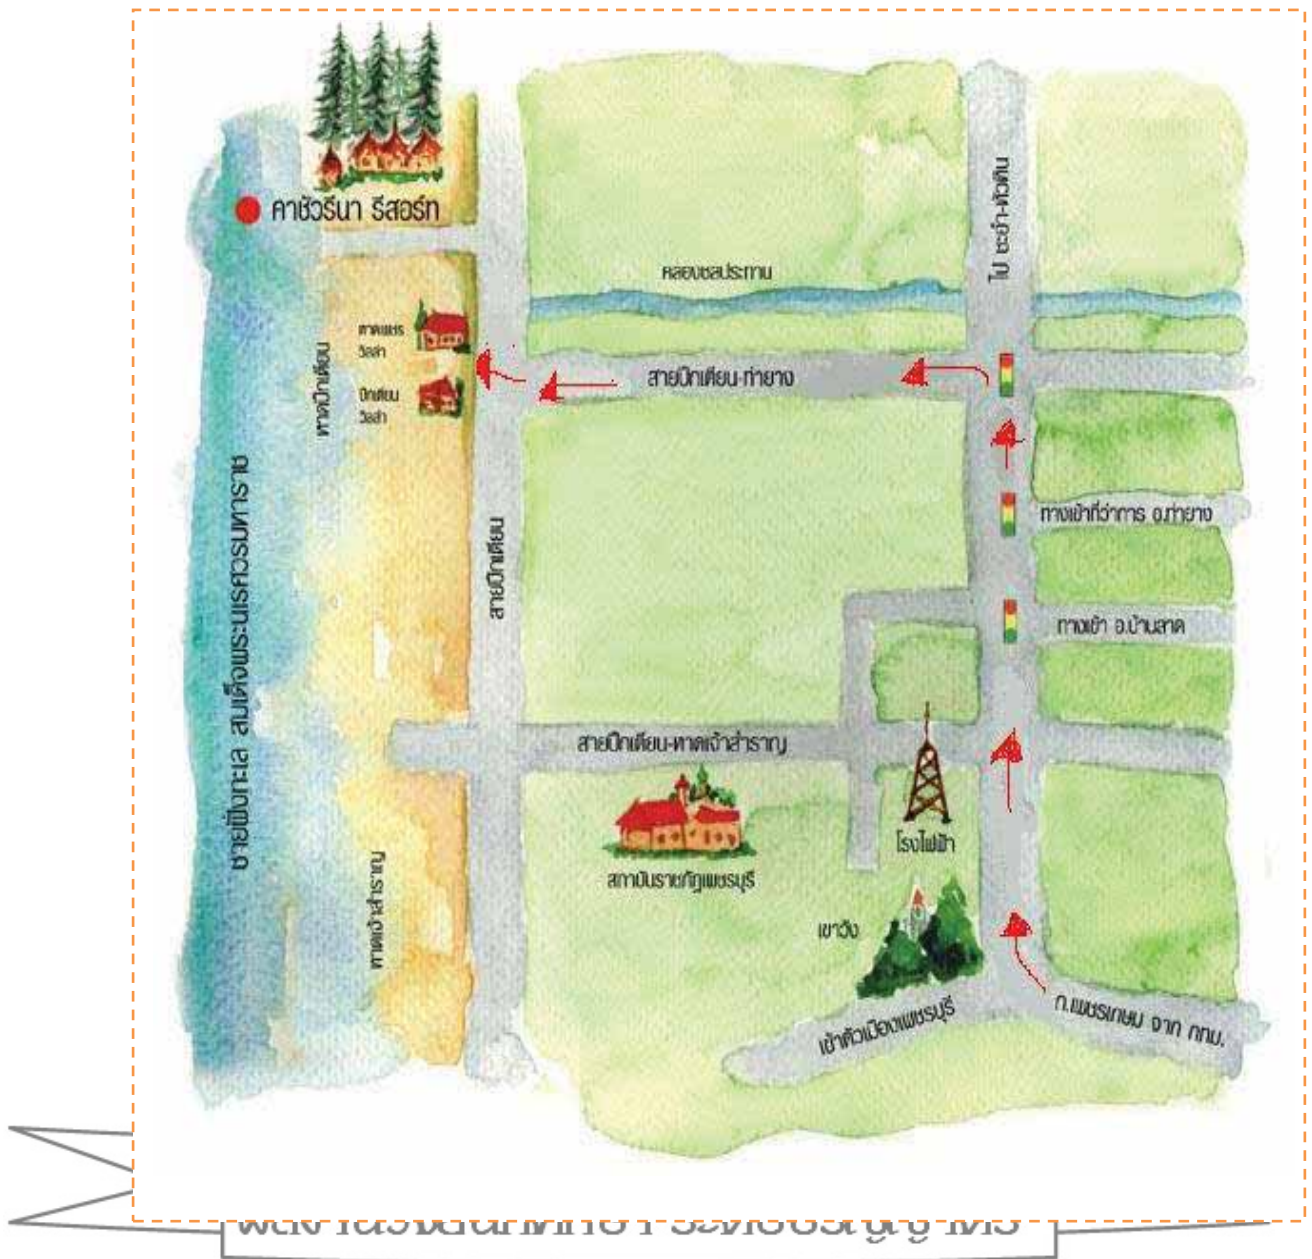 คาซัวรีนา รีสอร์ท
ไป ชะอำ-หัวหิน
คลองชลประทาน
หาดเพชร
วิลล่า
ปึกเตียน
วิลล่า
หาดปึกเตียน
สายปึกเตียน-ท่ายาง
ชายฝั่งทะเล สมเด็จพระนเรศวรมหาราช
สายปึกเตียน
ทางเข้าที่ว่าการ อ.ท่ายาง
ทางเข้า อ.บ้านลาด
สายปึกเตียน-หาดเจ้าสำราญ
โรงไฟฟ้า
สถาบันราชภัฏเพชรบุรี
หาดเจ้าสำราญ
เขาวัง
เข้าตัวเมืองเพชรบุรี
ถ.เพชรเกษม จาก กทม.